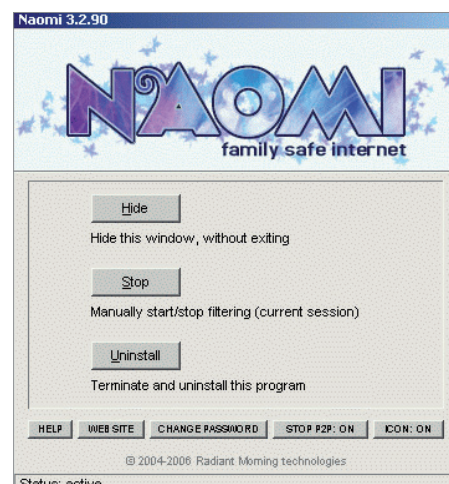 Naomi 3.2.90
NAOMI
family safe internet
Hide
Hide this window, without exiting
Stop
Manually start/stop filtering (current session)
Uninstall
Terminate and uninstall this program
HELP WEB SITE CHANGE PASSWORD STOP P2P: ON ICON: ON
© 2004-2006 Radiant Morning technologies
Status: active